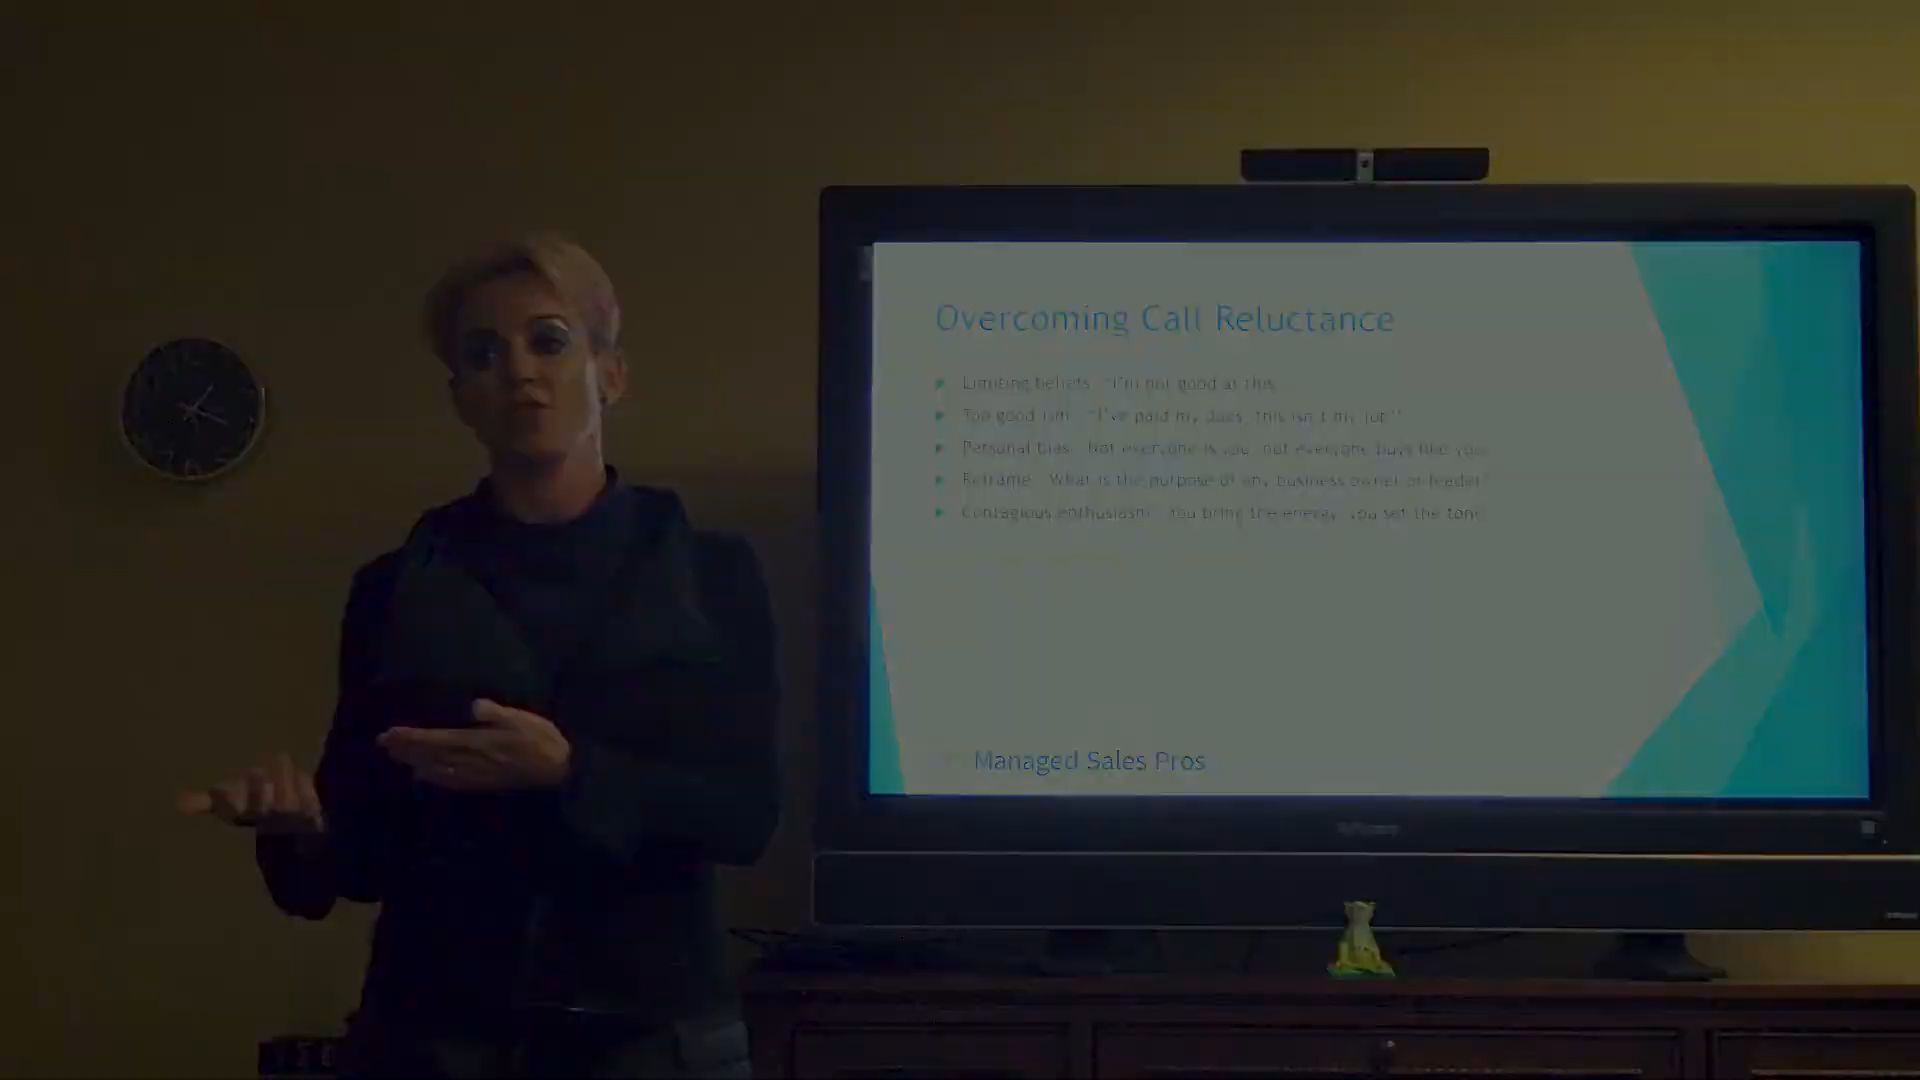 Overcoming Call Reluctance
Limiting beliefs "I'm not good at this
Too good ism "I've paid my dues, this isn't my job"
Personal bias Not everyone is you, not everyone buys like you
Reframe What is the purpose of any business owner or leader
Contagious enthusiasm You bring the energy, you set the tone
Managed Sales Pros